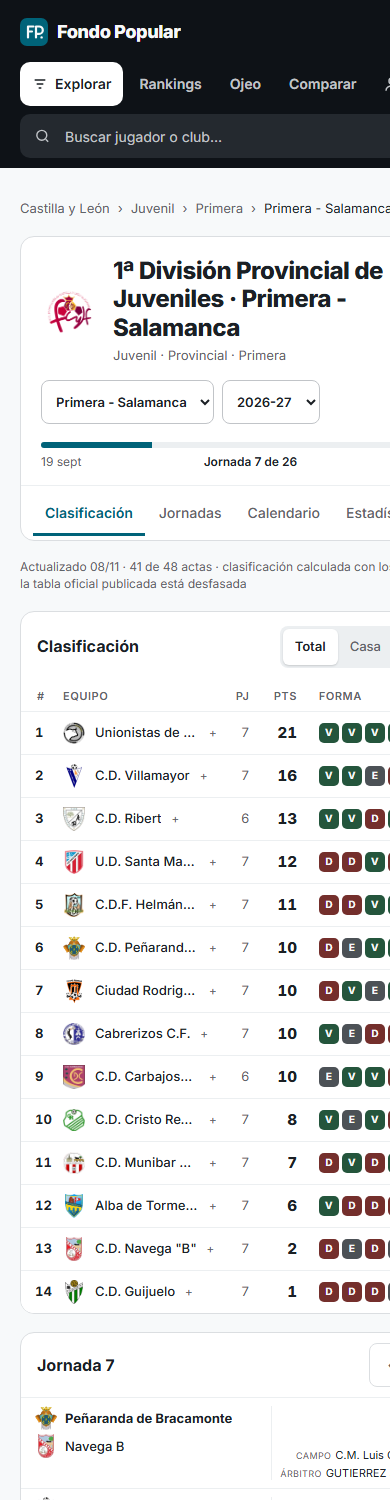 FP.
Fondo Popular
Explorar
Rankings
Ojeo
Comparar
Buscar jugador o club...
Castilla y León › Juvenil › Primera › Primera - Salamanca
1ª División Provincial de
Juveniles · Primera -
Salamanca
Juvenil · Provincial · Primera
Primera - Salamanca
2026-27
19 sept
Jornada 7 de 26
Clasificación
Jornadas
Calendario
Estadís
Actualizado 08/11 · 41 de 48 actas · clasificación calculada con los
la tabla oficial publicada está desfasada
Clasificación
Total
Casa
# EQUIPO PJ PTS FORMA
1 Unionistas de ... + 7 21 V V V
2 C.D. Villamayor + 7 16 V V E
3 C.D. Ribert + 6 13 V V D
4 U.D. Santa Ma... + 7 12 D D V
5 C.D.F. Helmán... + 7 11 D D V
6 C.D. Peñarand... + 7 10 D E D
7 Ciudad Rodrig... + 7 10 D V E
8 Cabrerizos C.F. + 7 10 V E D
9 C.D. Carbajos... + 6 10 E V V
10 C.D. Cristo Re... + 7 8 V E V
11 C.D. Munibar ... + 7 7 D V D
12 Alba de Torme... + 7 6 V D D
13 C.D. Navega "B" + 7 2 D E D
14 C.D. Guijuelo + 7 1 D D D
Jornada 7
Peñaranda de Bracamonte
Navega B
CAMPO C.M. Luis
ÁRBITRO GUTIERREZ